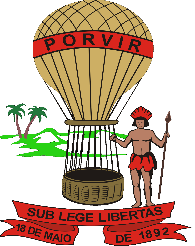 PORVIR
SUB LEGE LIBERTAS
18 DE MAIO DE 1892